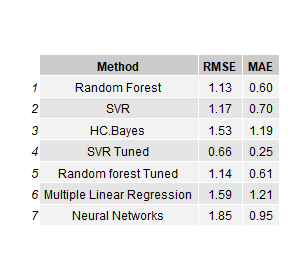 Method RMSE MAE
1 Random Forest 1.13 0.60
2 SVR 1.17 0.70
3 HC.Bayes 1.53 1.19
4 SVR Tuned 0.66 0.25
5 Random forest Tuned 1.14 0.61
6 Multiple Linear Regression 1.59 1.21
7 Neural Networks 1.85 0.95